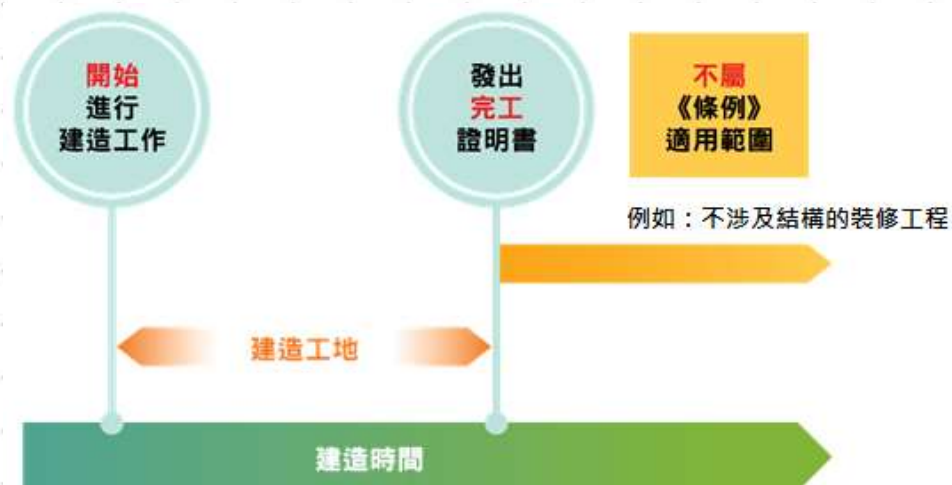 開始
進行
建造工作
發出
完工
證明書
不屬
《條例》
適用範圍
例如：不涉及結構的裝修工程
建造工地
建造時間